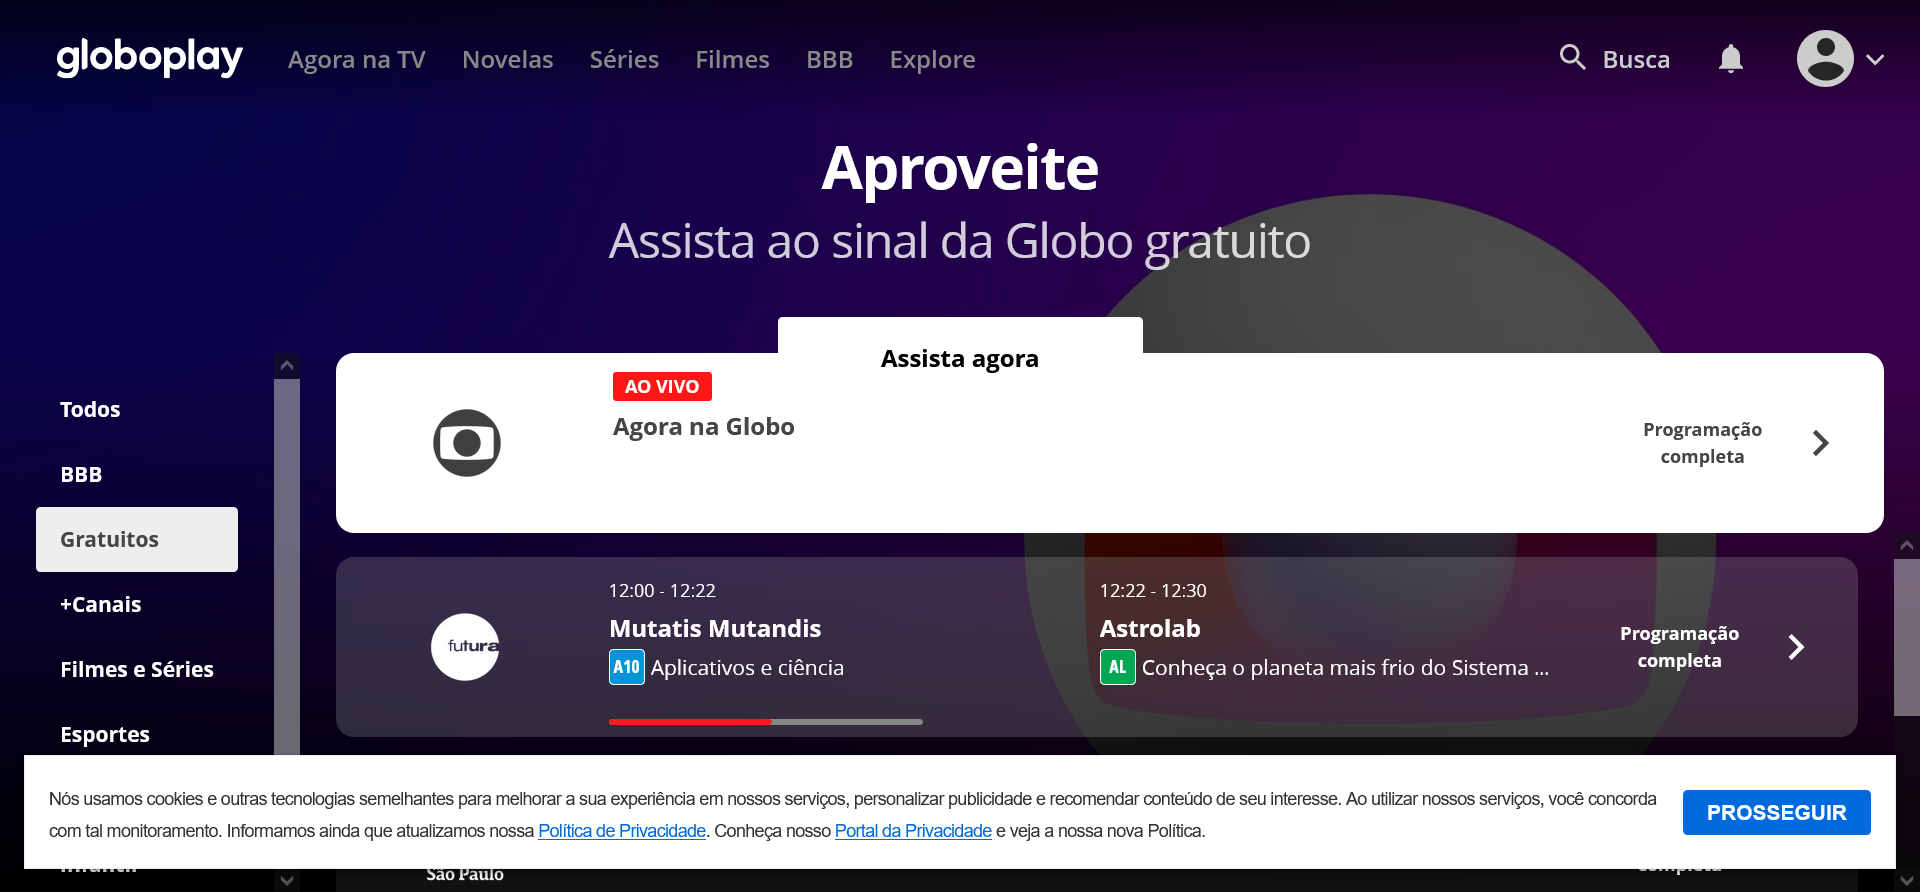 globoplay
Agora na TV
Novelas
Séries
Filmes
BBB
Explore
Busca
Aproveite
Assista ao sinal da Globo gratuito
Assista agora
Todos
BBB
Gratuitos
+Canais
Filmes e Séries
Esportes
AO VIVO
Agora na Globo
Programação
completa
futura
12:00 - 12:22
Mutatis Mutandis
A10 Aplicativos e ciência
12:22 - 12:30
Astrolab
AL Conheça o planeta mais frio do Sistema ...
Programação
completa
Nós usamos cookies e outras tecnologias semelhantes para melhorar a sua experiência em nossos serviços, personalizar publicidade e recomendar conteúdo de seu interesse. Ao utilizar nossos serviços, você concorda
com tal monitoramento. Informamos ainda que atualizamos nossa Política de Privacidade. Conheça nosso Portal da Privacidade e veja a nossa nova Política.
PROSSEGUIR
São Paulo